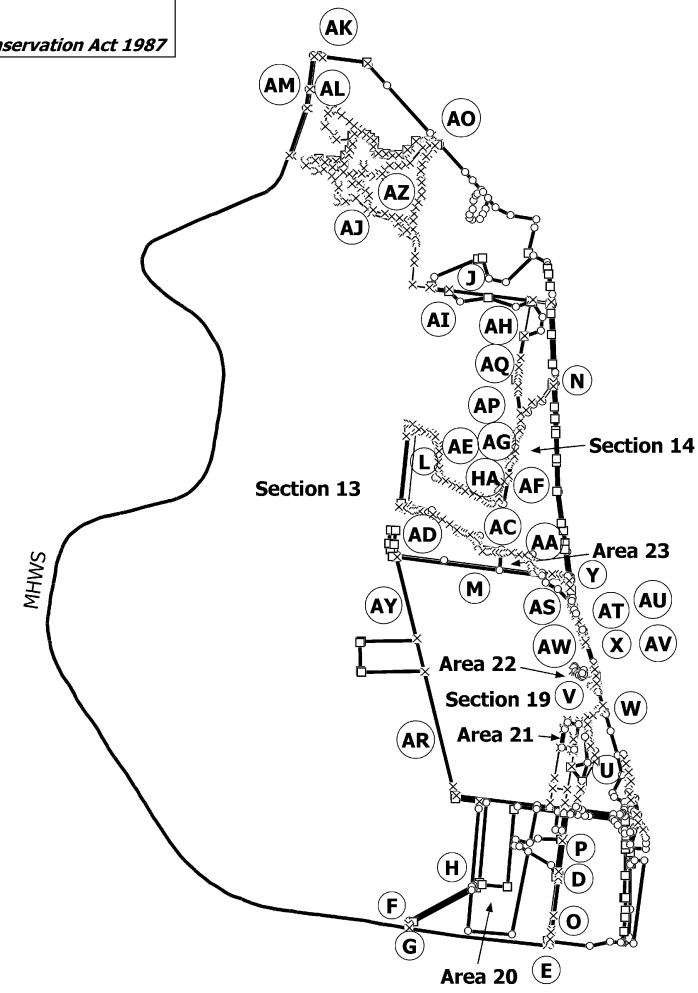 nservation Act 1987
AK
AM
AL
AO
AZ
AJ
J
AI
AH
AQ
N
AP
AE
AG
Section 14
L
HA
AF
Section 13
AC
AD
AA
Area 23
MHWS
M
Y
AY
AS
AT
AU
AW
X
AV
Area 22
Section 19
V
W
AR
Area 21
U
P
H
D
F
O
G
E
Area 20